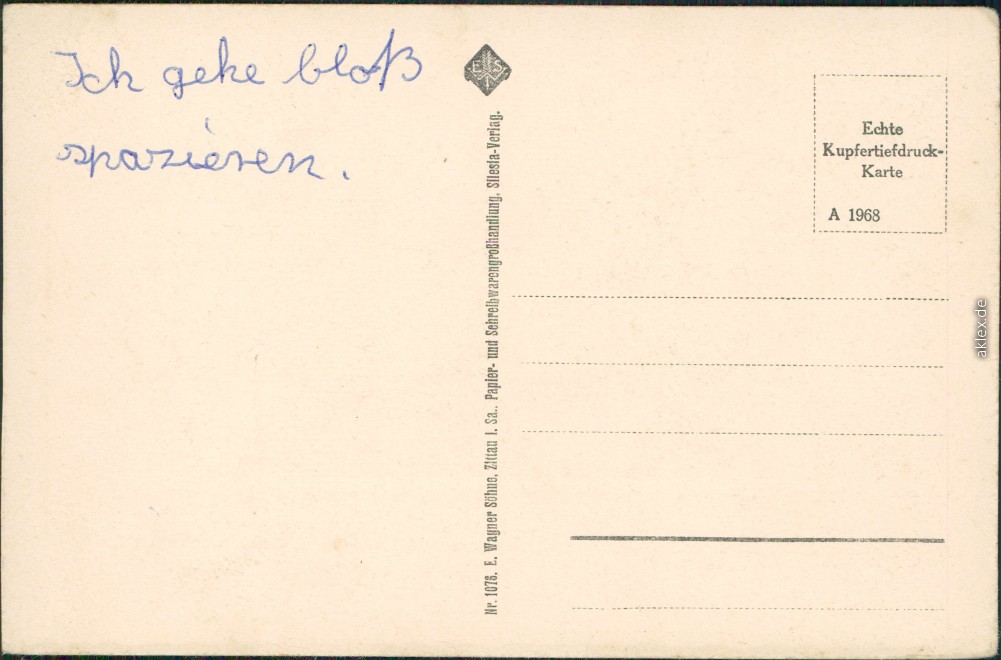 Ich gehe bloß
spazieren.
E S
Nr. 1076. E. Wagner Söhne, Zittau i. Sa.. Papier- und Schreibwarengroßhandlung. Silesia-Verlag.
Echte
Kupfertiefdruck-
Karte
A 1968
aklex.de